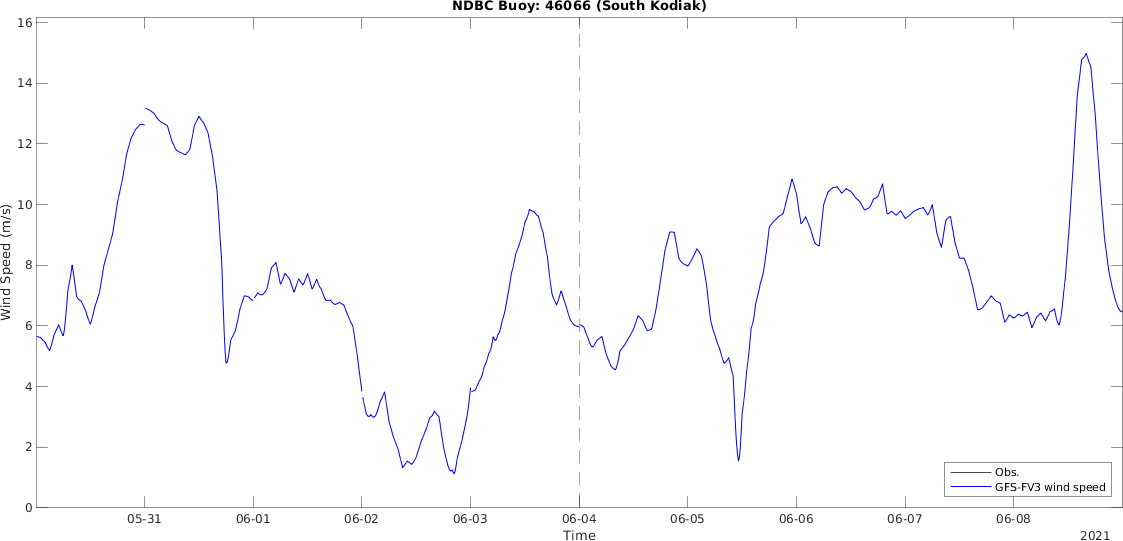 NDBC Buoy: 46066 (South Kodiak)
16
14
12
10
8
6
4
2
0
Wind Speed (m/s)
Obs.
GFS-FV3 wind speed
05-31 06-01 06-02 06-03 06-04 06-05 06-06 06-07 06-08
Time
2021